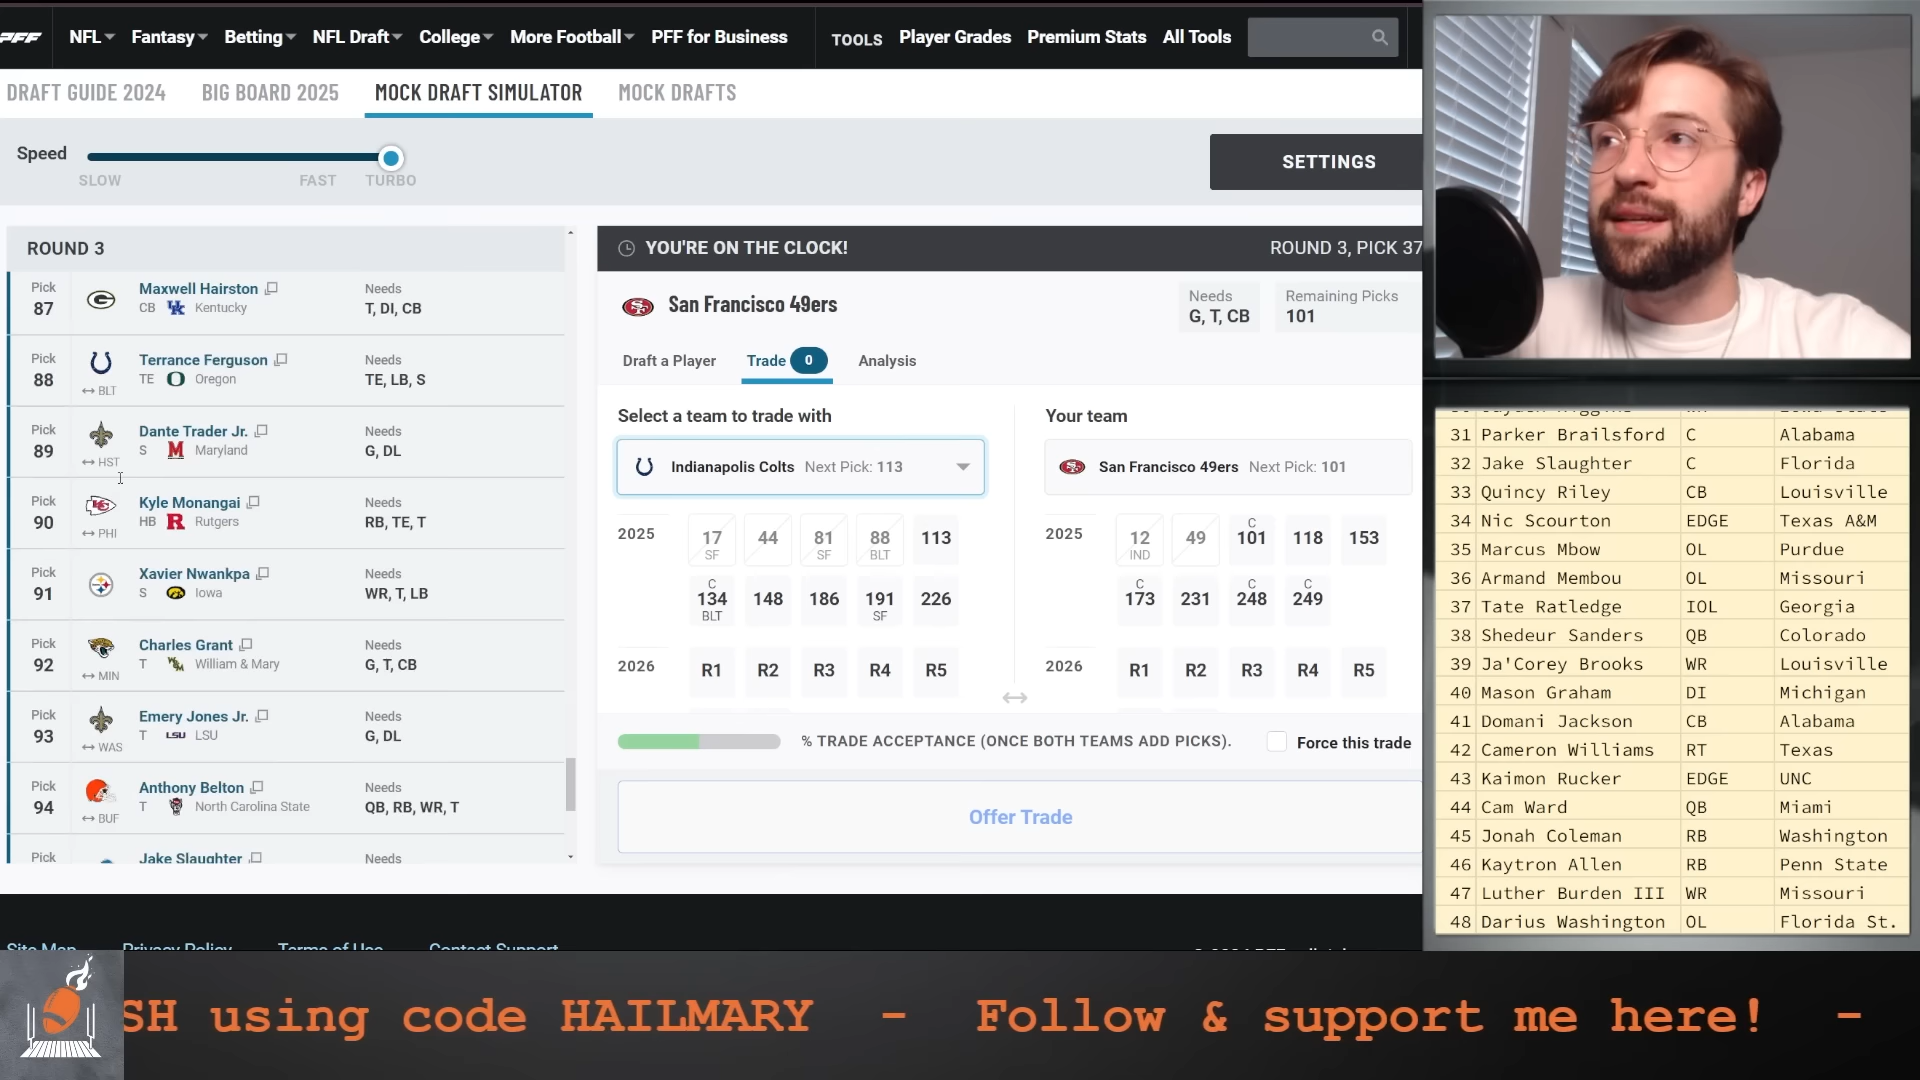 PFF NFL Fantasy Betting NFL Draft College More Football PFF for Business TOOLS Player Grades Premium Stats All Tools
DRAFT GUIDE 2024 BIG BOARD 2025 MOCK DRAFT SIMULATOR MOCK DRAFTS
Speed
SLOW FAST TURBO
SETTINGS
ROUND 3
Pick 87 Maxwell Hairston CB Kentucky Needs T, DI, CB
Pick 88 BLT Terrance Ferguson TE Oregon Needs TE, LB, S
Pick 89 HST Dante Trader Jr. S Maryland Needs G, DL
Pick 90 PHI Kyle Monangai HB Rutgers Needs RB, TE, T
Pick 91 Xavier Nwankpa S Iowa Needs WR, T, LB
Pick 92 MIN Charles Grant T William & Mary Needs G, T, CB
Pick 93 WAS Emery Jones Jr. T LSU Needs G, DL
Pick 94 BUF Anthony Belton T North Carolina State Needs QB, RB, WR, T
Pick Jake Slaughter Needs
YOU'RE ON THE CLOCK! ROUND 3, PICK 37
San Francisco 49ers
Needs G, T, CB
Remaining Picks 101
Draft a Player Trade 0 Analysis
Select a team to trade with
Indianapolis Colts Next Pick: 113
2025 17 SF 44 81 SF 88 BLT 113
C 134 BLT 148 186 191 SF 226
2026 R1 R2 R3 R4 R5
Your team
San Francisco 49ers Next Pick: 101
2025 12 IND 49 C 101 118 153
173 C 231 248 C 249 C
2026 R1 R2 R3 R4 R5
% TRADE ACCEPTANCE (ONCE BOTH TEAMS ADD PICKS). Force this trade
Offer Trade
31 Parker Brailsford C Alabama
32 Jake Slaughter C Florida
33 Quincy Riley CB Louisville
34 Nic Scourton EDGE Texas A&M
35 Marcus Mbow OL Purdue
36 Armand Membou OL Missouri
37 Tate Ratledge IOL Georgia
38 Shedeur Sanders QB Colorado
39 Ja'Corey Brooks WR Louisville
40 Mason Graham DI Michigan
41 Domani Jackson CB Alabama
42 Cameron Williams RT Texas
43 Kaimon Rucker EDGE UNC
44 Cam Ward QB Miami
45 Jonah Coleman RB Washington
46 Kaytron Allen RB Penn State
47 Luther Burden III WR Missouri
48 Darius Washington OL Florida St.
Site Map Privacy Policy Terms of Use Contact Support
SH using code HAILMARY - Follow & support me here! -